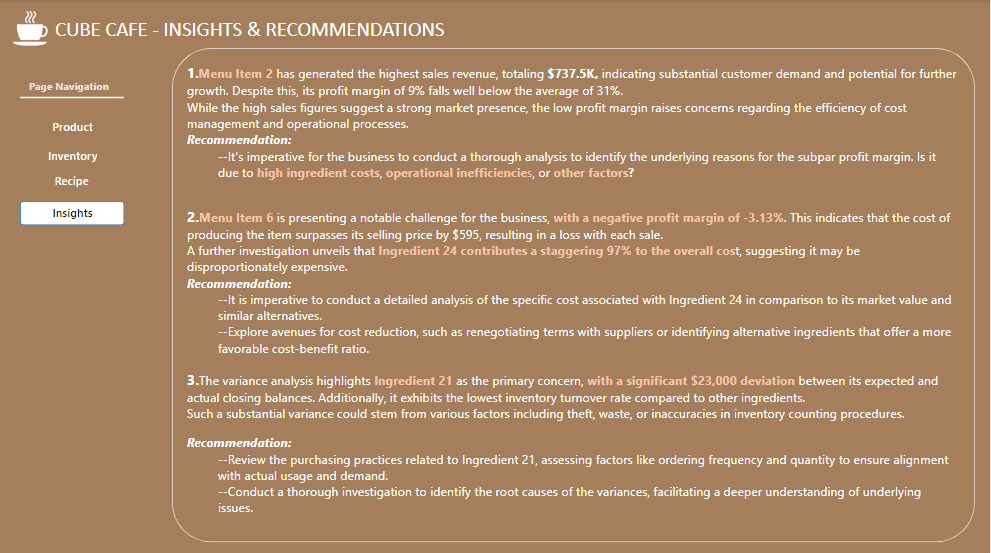 CUBE CAFE - INSIGHTS & RECOMMENDATIONS
Page Navigation
Product
Inventory
Recipe
Insights
1.Menu Item 2 has generated the highest sales revenue, totaling $737.5K, indicating substantial customer demand and potential for further
growth. Despite this, its profit margin of 9% falls well below the average of 31%.
While the high sales figures suggest a strong market presence, the low profit margin raises concerns regarding the efficiency of cost
management and operational processes.
Recommendation:
--It's imperative for the business to conduct a thorough analysis to identify the underlying reasons for the subpar profit margin. Is it
due to high ingredient costs, operational inefficiencies, or other factors?
2.Menu Item 6 is presenting a notable challenge for the business, with a negative profit margin of -3.13%. This indicates that the cost of
producing the item surpasses its selling price by $595, resulting in a loss with each sale.
A further investigation unveils that Ingredient 24 contributes a staggering 97% to the overall cost, suggesting it may be
disproportionately expensive.
Recommendation:
--It is imperative to conduct a detailed analysis of the specific cost associated with Ingredient 24 in comparison to its market value and
similar alternatives.
--Explore avenues for cost reduction, such as renegotiating terms with suppliers or identifying alternative ingredients that offer a more
favorable cost-benefit ratio.
3.The variance analysis highlights Ingredient 21 as the primary concern, with a significant $23,000 deviation between its expected and
actual closing balances. Additionally, it exhibits the lowest inventory turnover rate compared to other ingredients.
Such a substantial variance could stem from various factors including theft, waste, or inaccuracies in inventory counting procedures.
Recommendation:
--Review the purchasing practices related to Ingredient 21, assessing factors like ordering frequency and quantity to ensure alignment
with actual usage and demand.
--Conduct a thorough investigation to identify the root causes of the variances, facilitating a deeper understanding of underlying
issues.